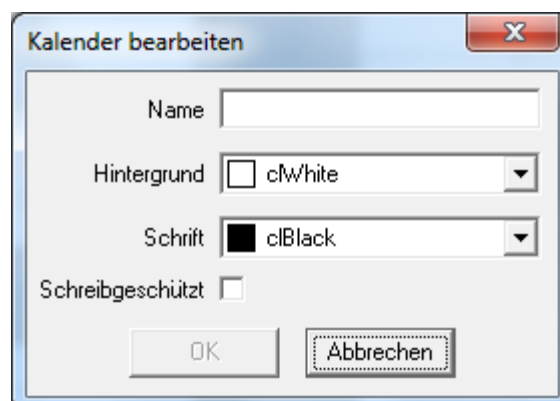 Kalender bearbeiten
Name
Hintergrund clWhite
Schrift clBlack
Schreibgeschützt
OK Abbrechen